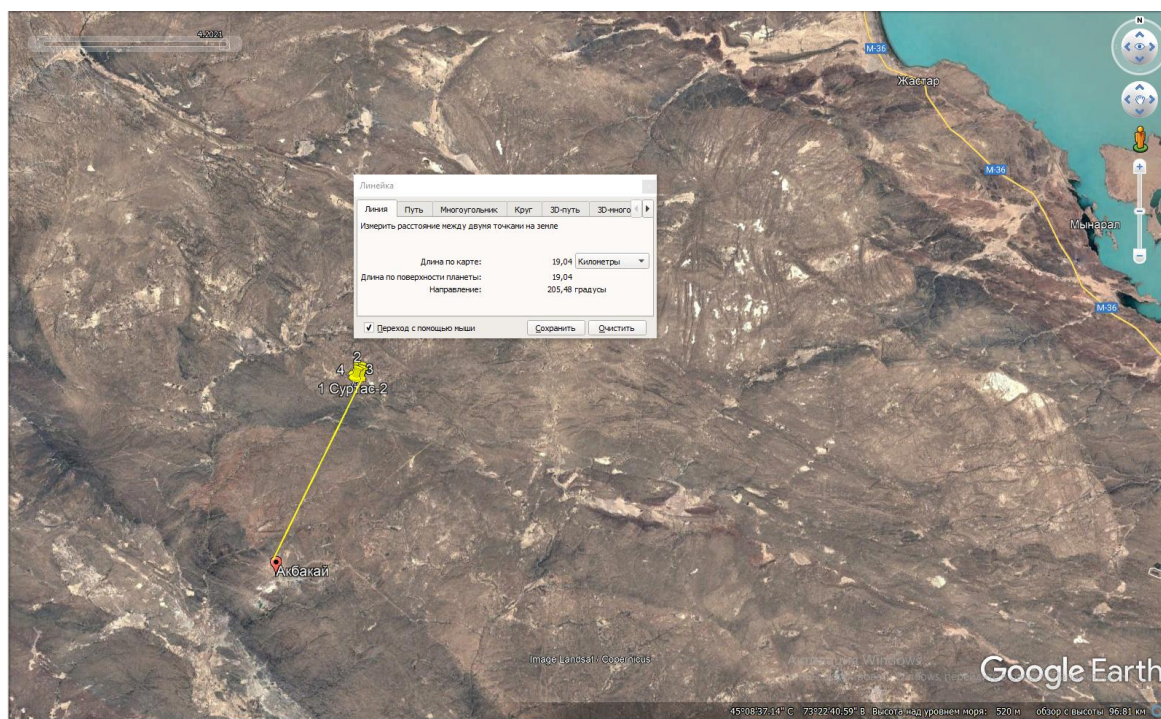 4.2021
N
M-36
Жастар
M-36
Мынарал
M-36
Линейка
Линия Путь Многоугольник Круг 3D-путь 3D-много
Измерить расстояние между двумя точками на земле
Длина по карте: 19,04 Километры
Длина по поверхности планеты: 19,04
Направление: 205,48 градусы
Переход с помощью мыши Сохранить Очистить
2
4 3
1 Суртас-2
Акбакай
Image Landsat / Copernicus
Windows
Google Earth
45°08'37.14" С 73°22'40.59" В Высота над уровнем моря: 520 м обзор с высоты 96.81 км